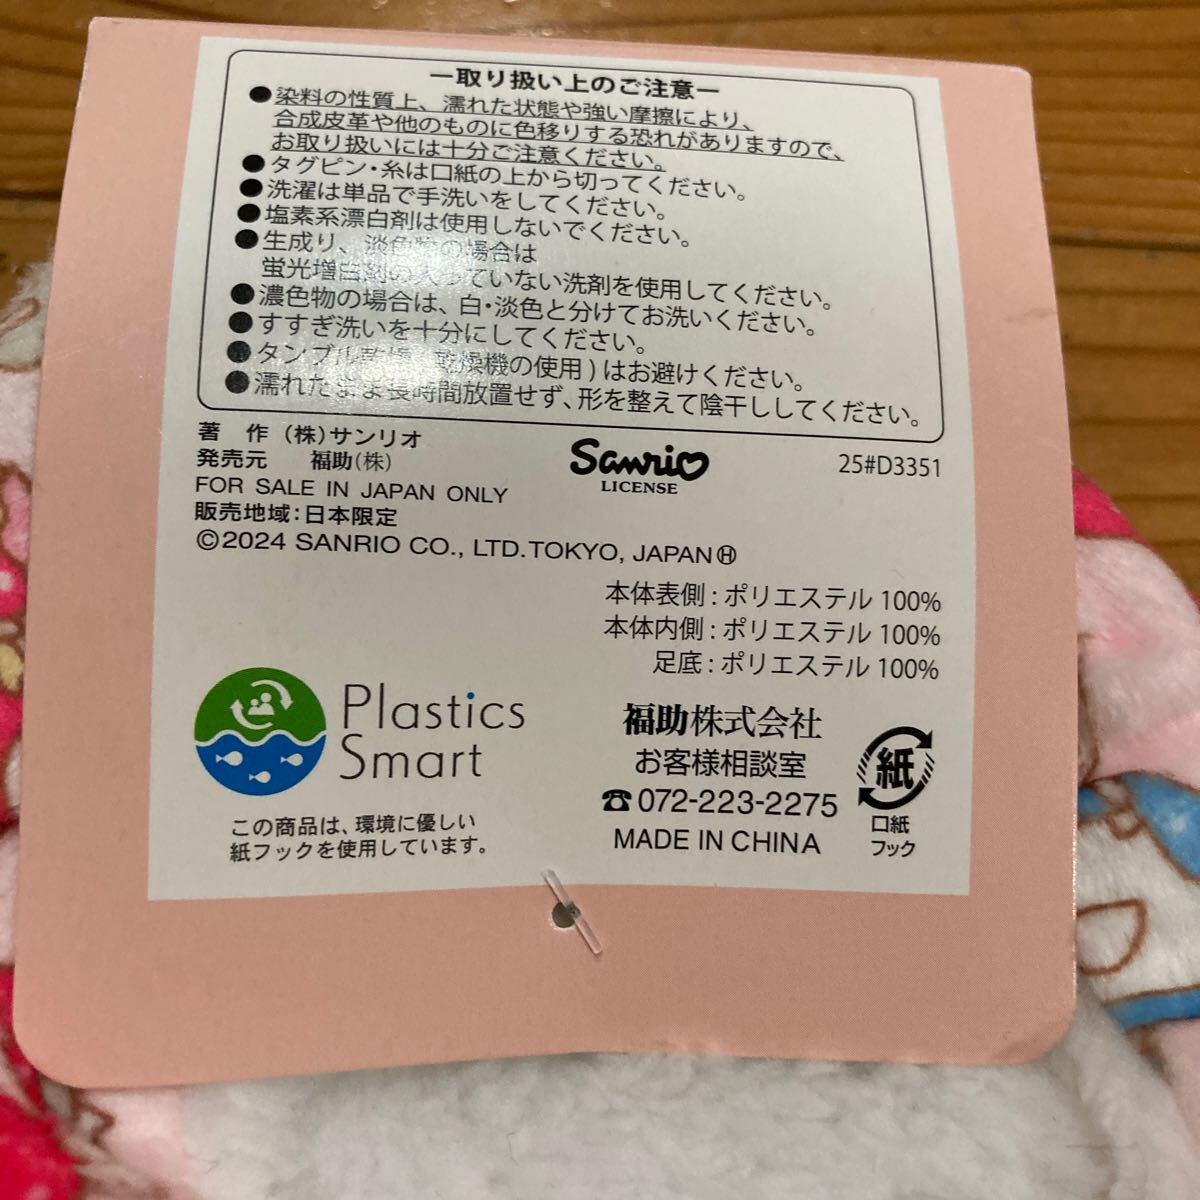 ー取り扱い上のご注意ー
●染料の性質上、濡れた状態や強い摩擦により、
合成皮革や他のものに色移りする恐れがありますので、
お取り扱いには十分ご注意ください。
●タグピン・糸は口紙の上から切ってください。
●洗濯は単品で手洗いをしてください。
●塩素系漂白剤は使用しないでください。
●生成り、淡色物の場合は
蛍光増白剤の入っていない洗剤を使用してください。
●濃色物の場合は、白・淡色と分けてお洗いください。
●すすぎ洗いを十分にしてください。
●タンブル乾燥(乾燥機の使用)はお避けください。
●濡れたまま長時間放置せず、形を整えて陰干ししてください。
著 作 (株)サンリオ
発売元 福助(株)
FOR SALE IN JAPAN ONLY
販売地域:日本限定
Sanrio
LICENSE
25#D3351
©2024 SANRIO CO., LTD.TOKYO, JAPAN Ⓗ
本体表側:ポリエステル 100%
本体内側:ポリエステル 100%
足底:ポリエステル 100%
Plastics
Smart
この商品は、環境に優しい
紙フックを使用しています。
福助株式会社
お客様相談室
☎072-223-2275
MADE IN CHINA
紙
口紙
フック